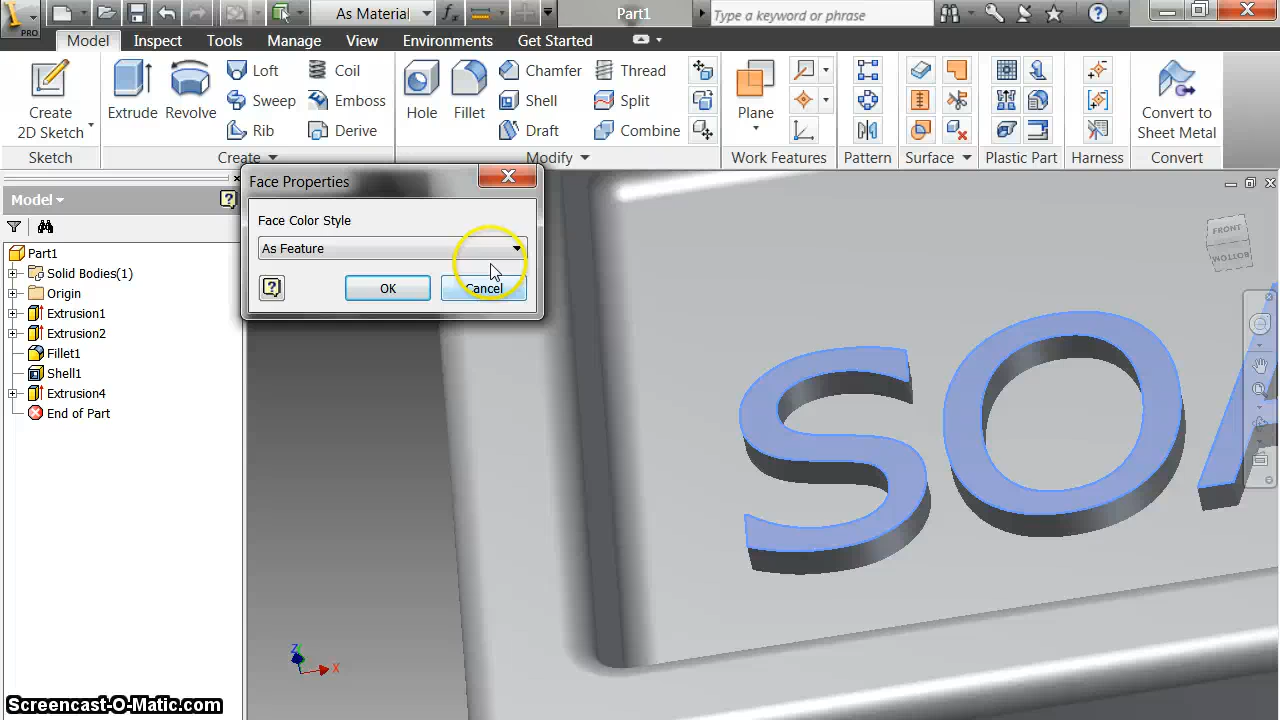 PRO
As Material
Part1
Type a keyword or phrase
Model
Inspect
Tools
Manage
View
Environments
Get Started
Create
2D Sketch
Extrude
Revolve
Loft
Sweep
Rib
Coil
Emboss
Derive
Hole
Fillet
Chamfer
Shell
Draft
Thread
Split
Combine
Plane
Convert to
Sheet Metal
Sketch
Create
Modify
Work Features
Pattern
Surface
Plastic Part
Harness
Convert
Model
Part1
Solid Bodies(1)
Origin
Extrusion1
Extrusion2
Fillet1
Shell1
Extrusion4
End of Part
Face Properties
Face Color Style
As Feature
OK
Cancel
FRONT
BOTTOM
SOA
Z
X
Screencast-O-Matic.com